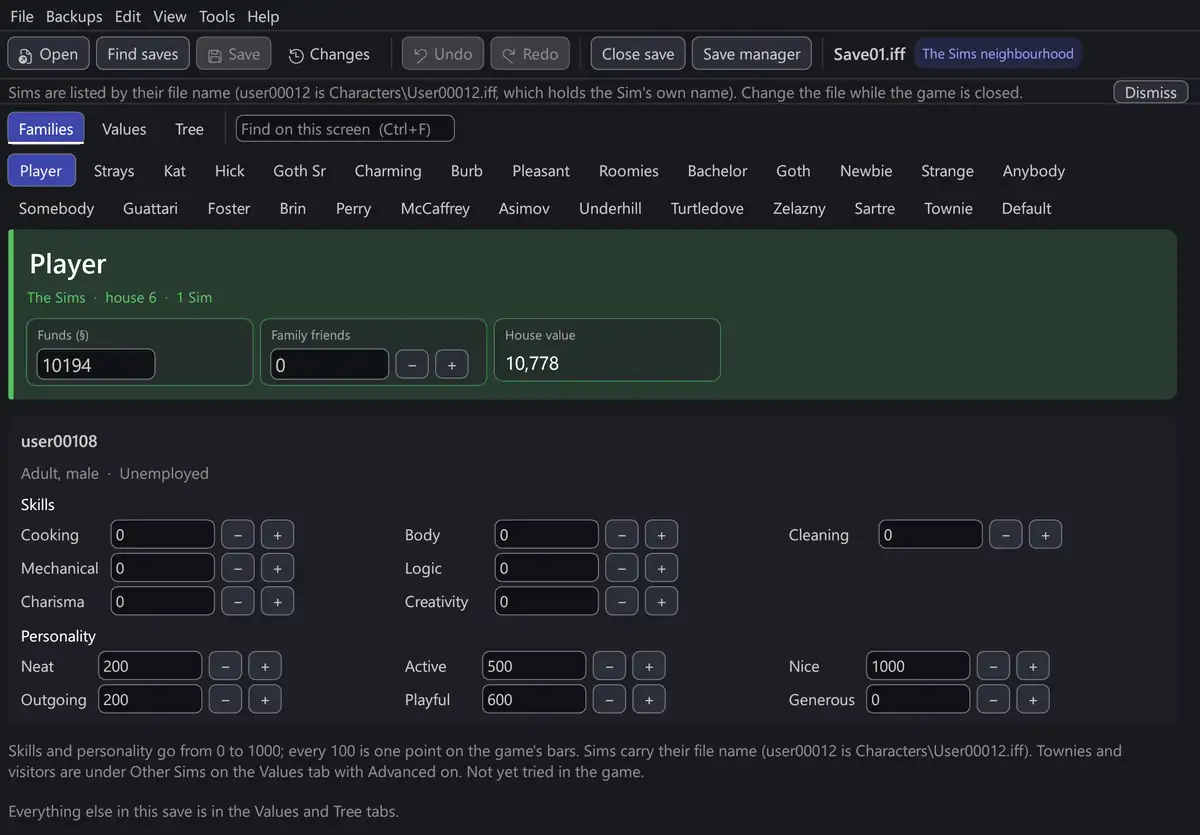 File Backups Edit View Tools Help
Open Find saves Save Changes Undo Redo Close save Save manager Save01.iff The Sims neighbourhood
Sims are listed by their file name (user00012 is Characters\User00012.iff, which holds the Sim's own name). Change the file while the game is closed. Dismiss
Families Values Tree Find on this screen (Ctrl+F)
Player Strays Kat Hick Goth Sr Charming Burb Pleasant Roomies Bachelor Goth Newbie Strange Anybody
Somebody Guattari Foster Brin Perry McCaffrey Asimov Underhill Turtledove Zelazny Sartre Townie Default
Player
The Sims · house 6 · 1 Sim
Funds (§) Family friends House value
10194 0 − + 10,778
user00108
Adult, male · Unemployed
Skills
Cooking 0 − + Body 0 − + Cleaning 0 − +
Mechanical 0 − + Logic 0 − +
Charisma 0 − + Creativity 0 − +
Personality
Neat 200 − + Active 500 − + Nice 1000 − +
Outgoing 200 − + Playful 600 − + Generous 0 − +
Skills and personality go from 0 to 1000; every 100 is one point on the game's bars. Sims carry their file name (user00012 is Characters\User00012.iff). Townies and
visitors are under Other Sims on the Values tab with Advanced on. Not yet tried in the game.
Everything else in this save is in the Values and Tree tabs.